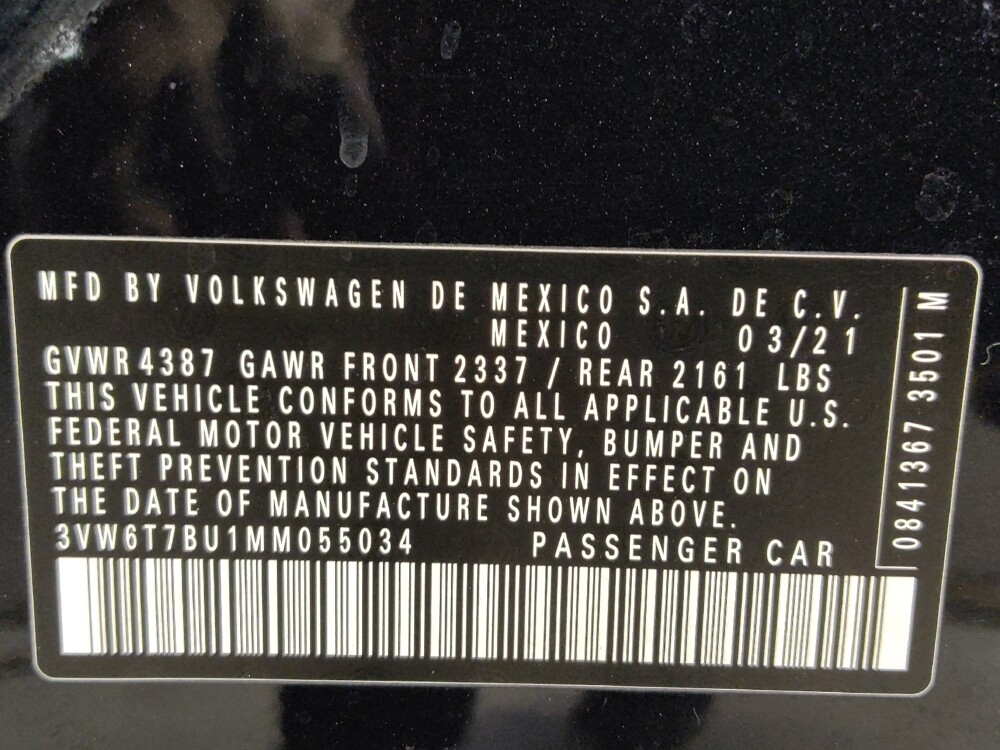 MFD BY VOLKSWAGEN DE MEXICO S.A. DE C.V.
MEXICO 03/21
GVWR 4387 GAWR FRONT 2337 / REAR 2161 LBS
THIS VEHICLE CONFORMS TO ALL APPLICABLE U.S.
FEDERAL MOTOR VEHICLE SAFETY, BUMPER AND
THEFT PREVENTION STANDARDS IN EFFECT ON
THE DATE OF MANUFACTURE SHOWN ABOVE.
3VW6T7BU1MM055034 PASSENGER CAR
0841367 3501 M